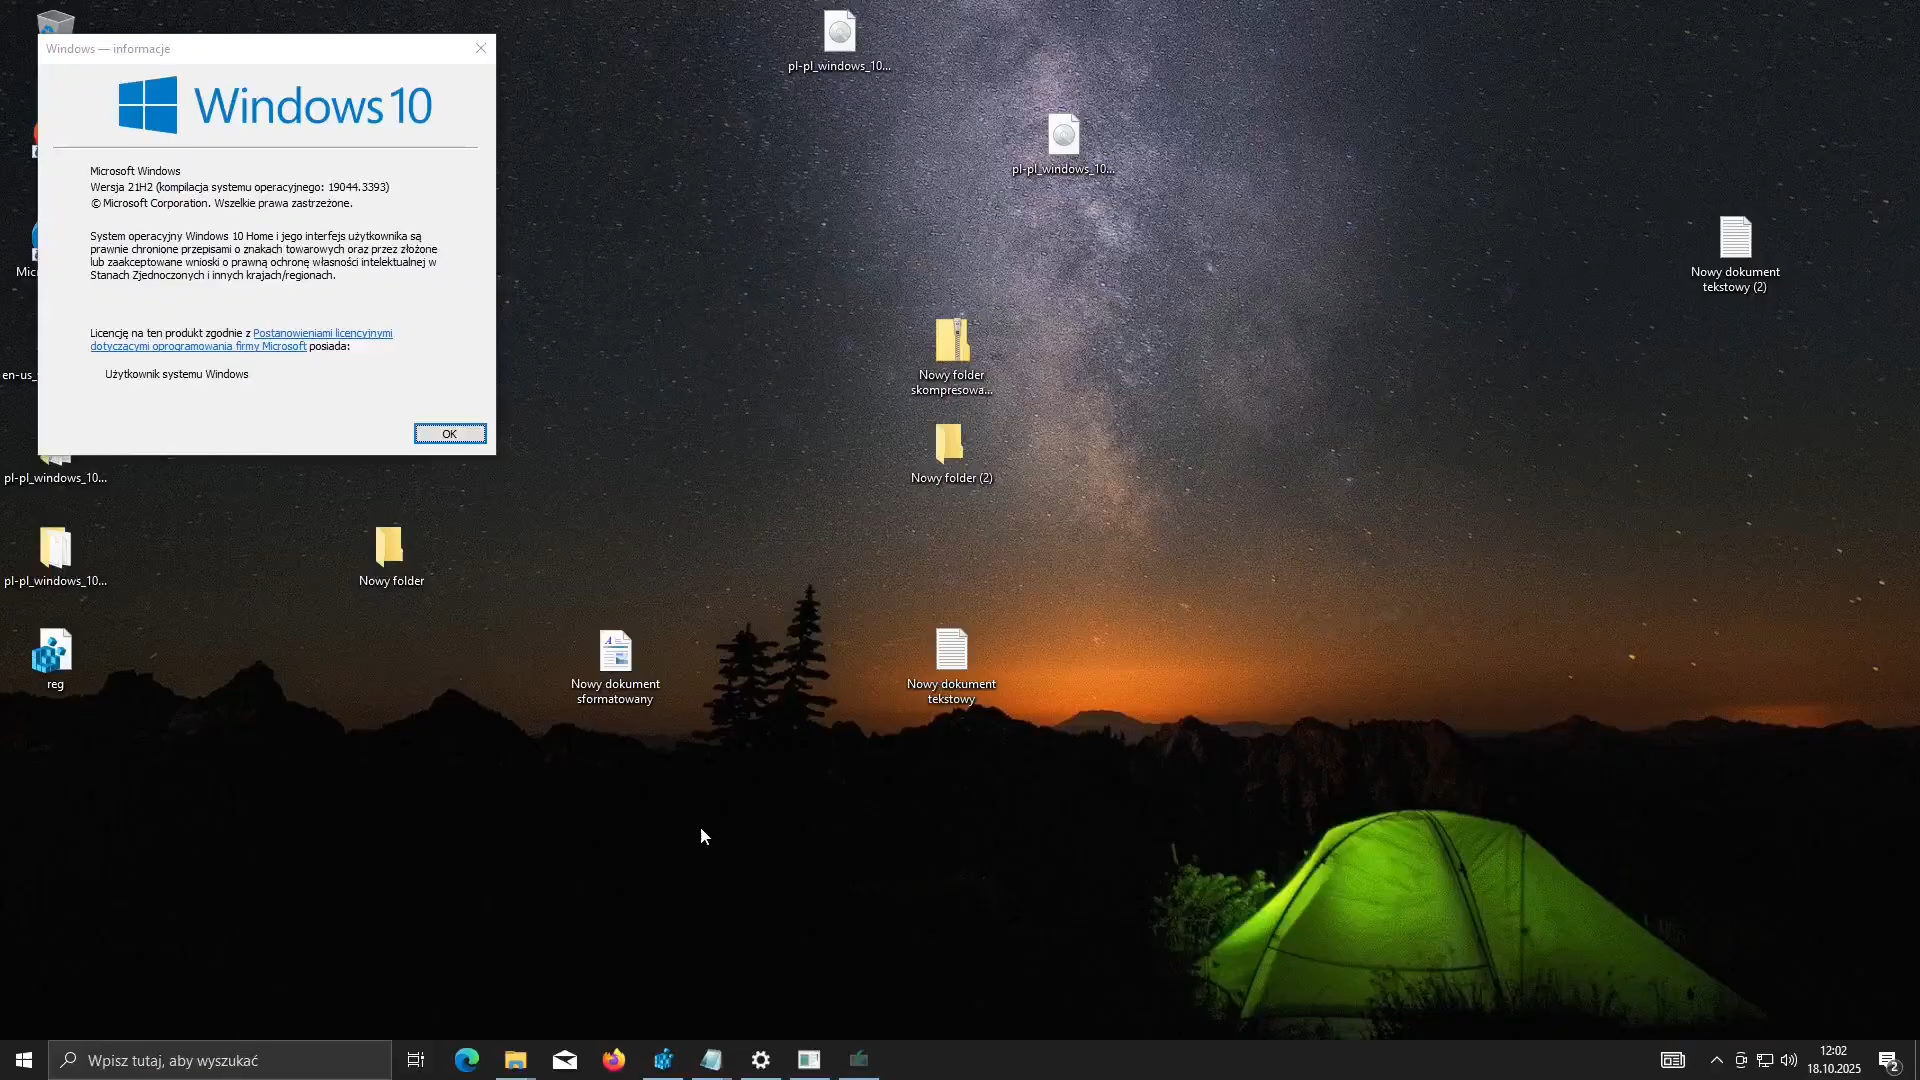 Windows — informacje
Windows 10
Microsoft Windows
Wersja 21H2 (kompilacja systemu operacyjnego: 19044.3393)
© Microsoft Corporation. Wszelkie prawa zastrzeżone.
System operacyjny Windows 10 Home i jego interfejs użytkownika są
prawnie chronione przepisami o znakach towarowych oraz przez złożone
lub zaakceptowane wnioski o prawną ochronę własności intelektualnej w
Stanach Zjednoczonych i innych krajach/regionach.
Licencję na ten produkt zgodnie z Postanowieniami licencyjnymi
dotyczącymi oprogramowania firmy Microsoft posiada:
Użytkownik systemu Windows
OK
Mic
en-us_
pl-pl_windows_10...
pl-pl_windows_10...
reg
Nowy folder
Nowy dokument
sformatowany
pl-pl_windows_10...
pl-pl_windows_10...
Nowy folder
skompresowa...
Nowy folder (2)
Nowy dokument
tekstowy
Nowy dokument
tekstowy (2)
Wpisz tutaj, aby wyszukać
12:02
18.10.2025
2